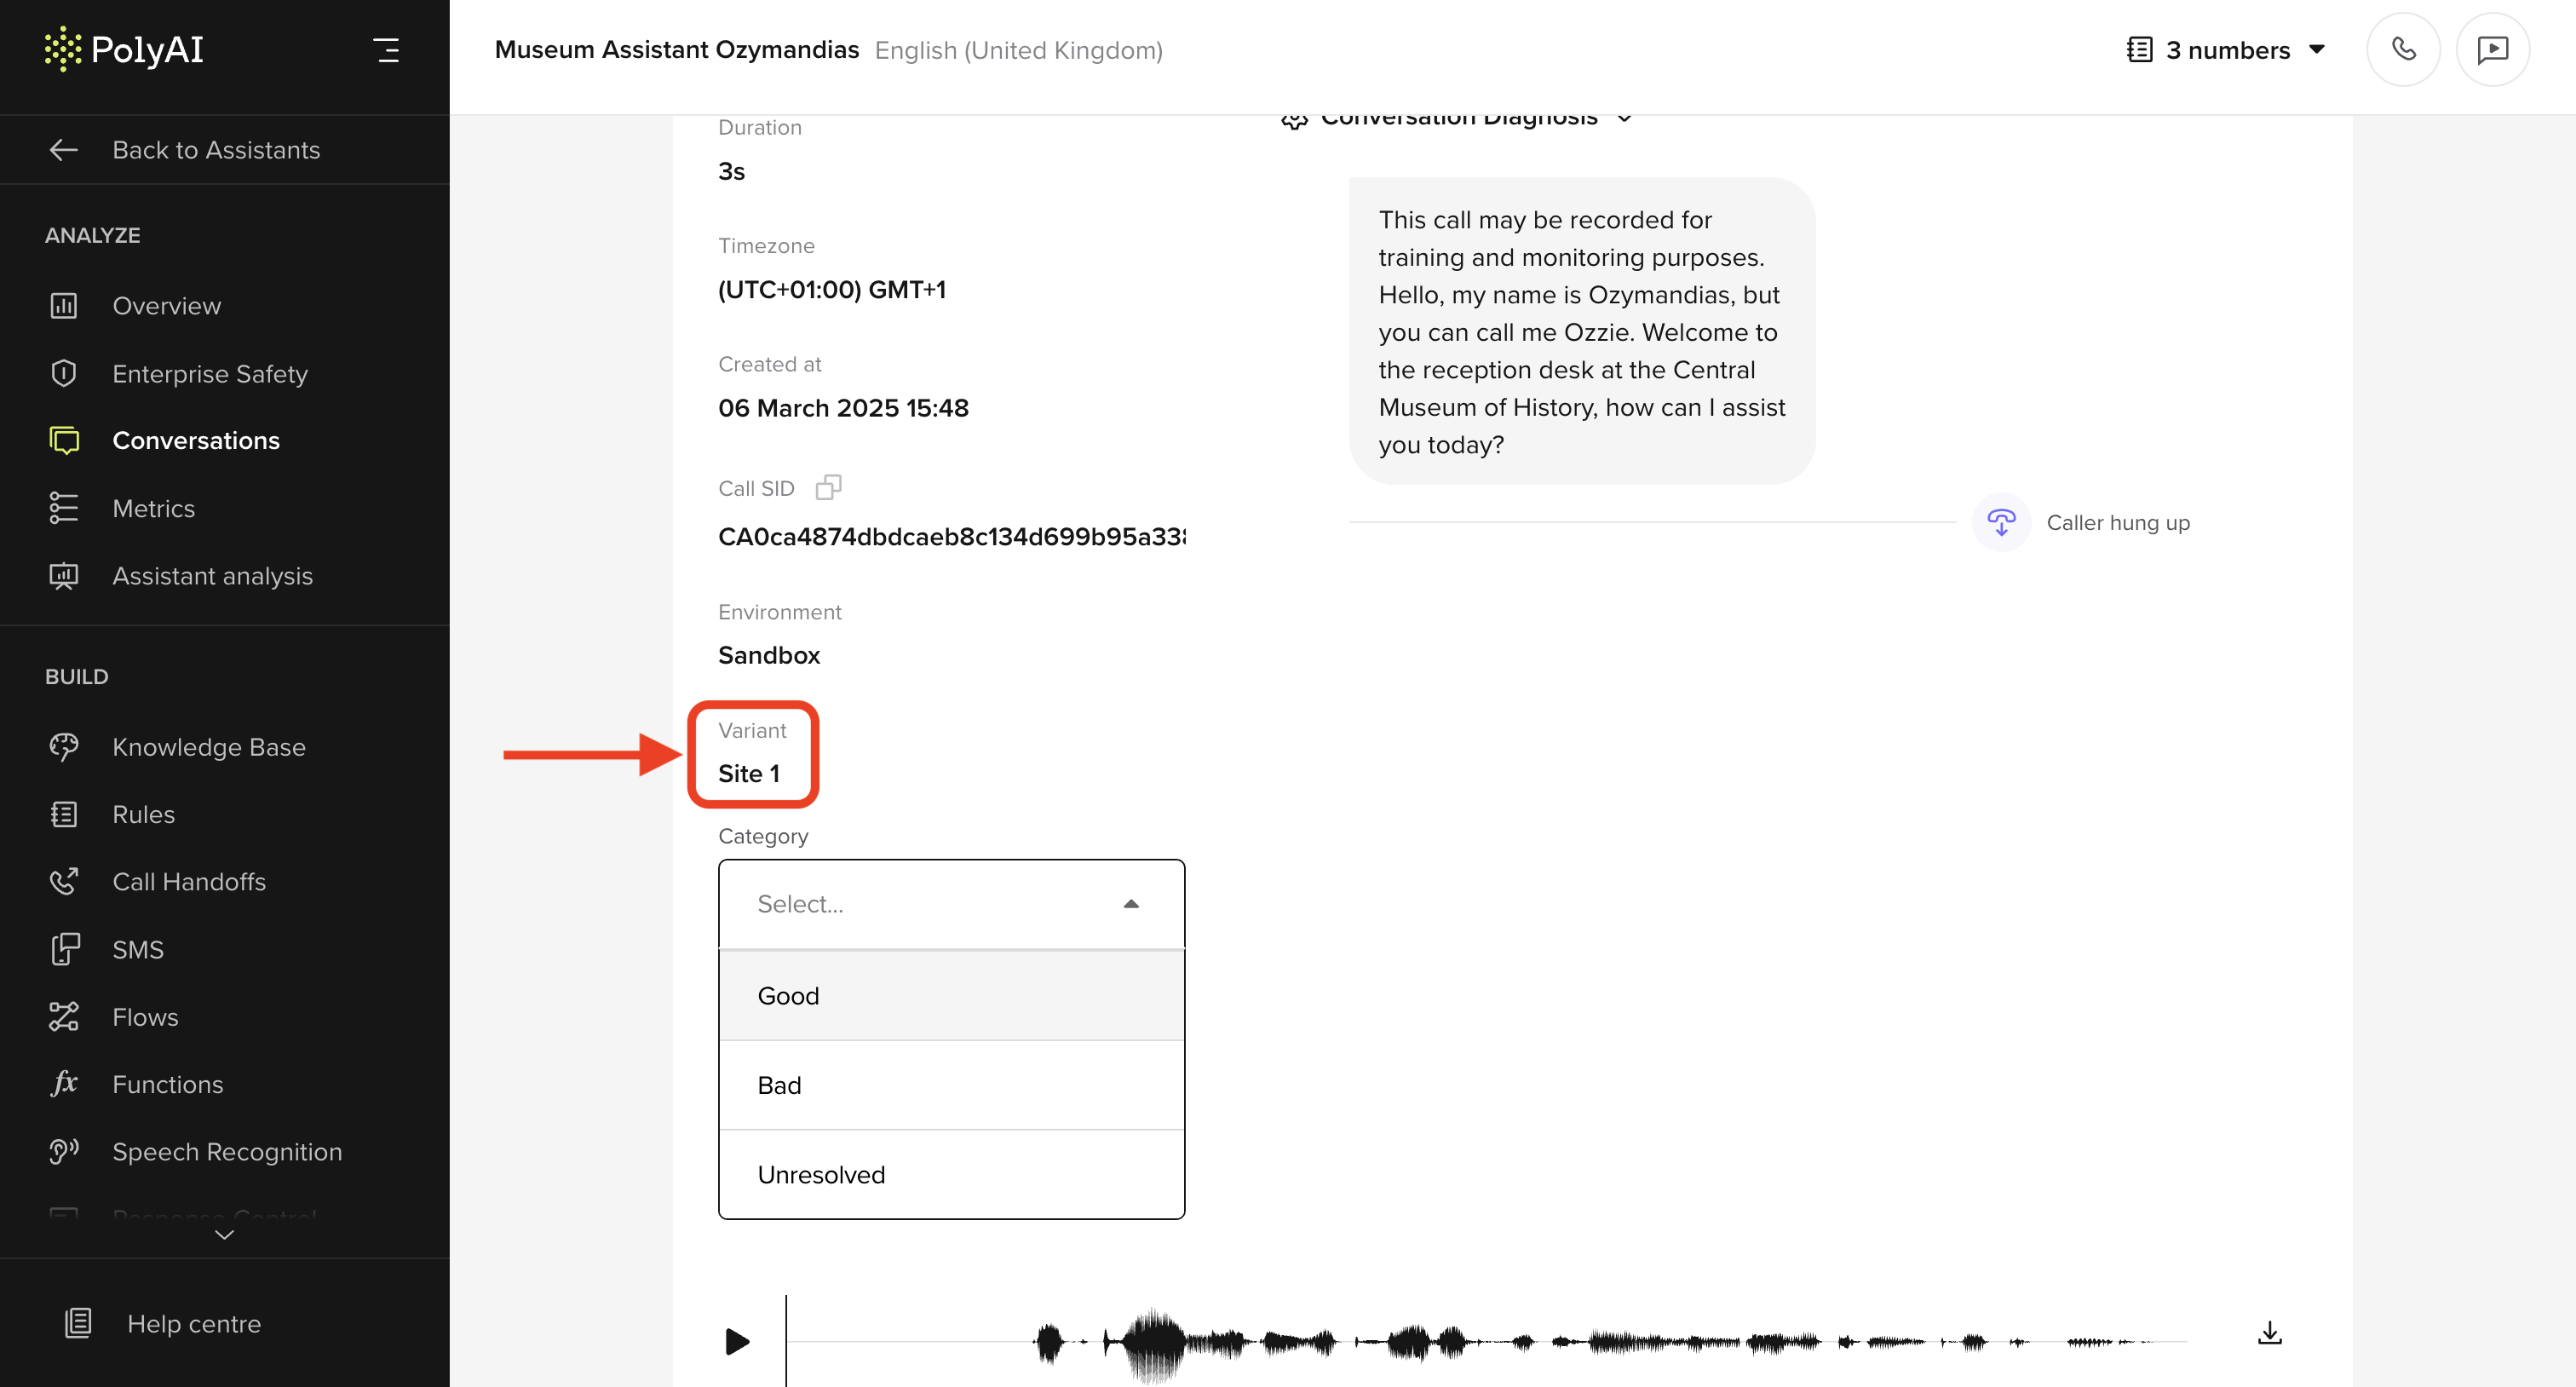 PolyAI
Back to Assistants
ANALYZE
Overview
Enterprise Safety
Conversations
Metrics
Assistant analysis
BUILD
Knowledge Base
Rules
Call Handoffs
SMS
Flows
fx
Functions
Speech Recognition
Response Control
Help centre
Museum Assistant Ozymandias English (United Kingdom)
3 numbers
Duration
3s
Timezone
(UTC+01:00) GMT+1
Created at
06 March 2025 15:48
Call SID
CA0ca4874dbdcaeb8c134d699b95a338
Environment
Sandbox
Variant
Site 1
Category
Select...
Good
Bad
Unresolved
Conversation Diagnosis
This call may be recorded for
training and monitoring purposes.
Hello, my name is Ozymandias, but
you can call me Ozzie. Welcome to
the reception desk at the Central
Museum of History, how can I assist
you today?
Caller hung up